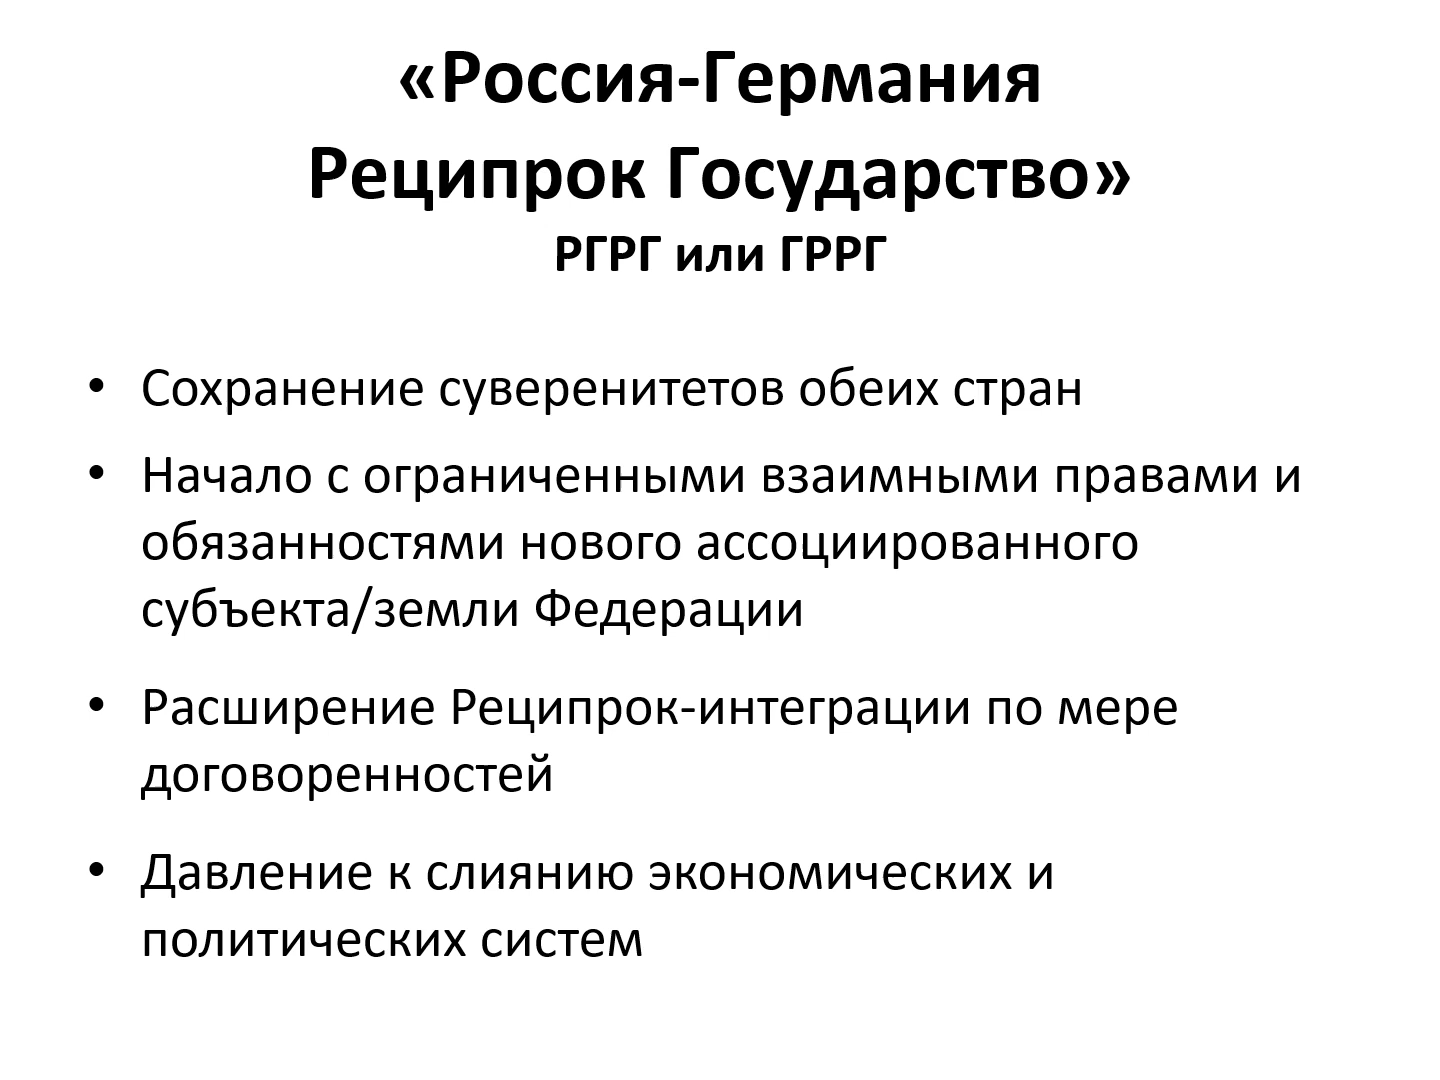 «Россия-Германия
Реципрок Государство»
РГРГ или ГРРГ
• Сохранение суверенитетов обеих стран
• Начало с ограниченными взаимными правами и
обязанностями нового ассоциированного
субъекта/земли Федерации
• Расширение Реципрок-интеграции по мере
договоренностей
• Давление к слиянию экономических и
политических систем